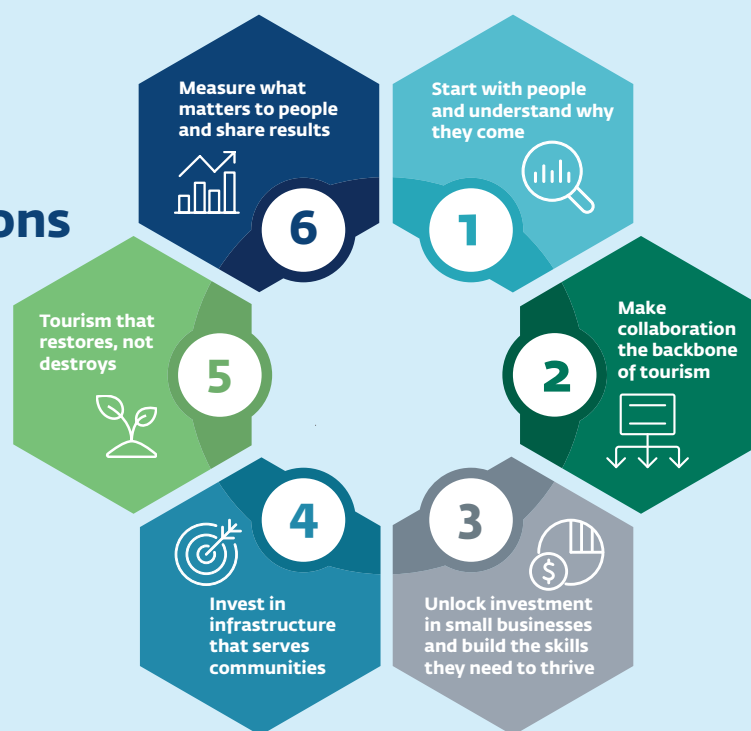 ons
1
Start with people
and understand why
they come
2
Make
collaboration
the backbone
of tourism
3
Unlock investment
in small businesses
and build the skills
they need to thrive
$
4
Invest in
infrastructure
that serves
communities
5
Tourism that
restores, not
destroys
6
Measure what
matters to people
and share results